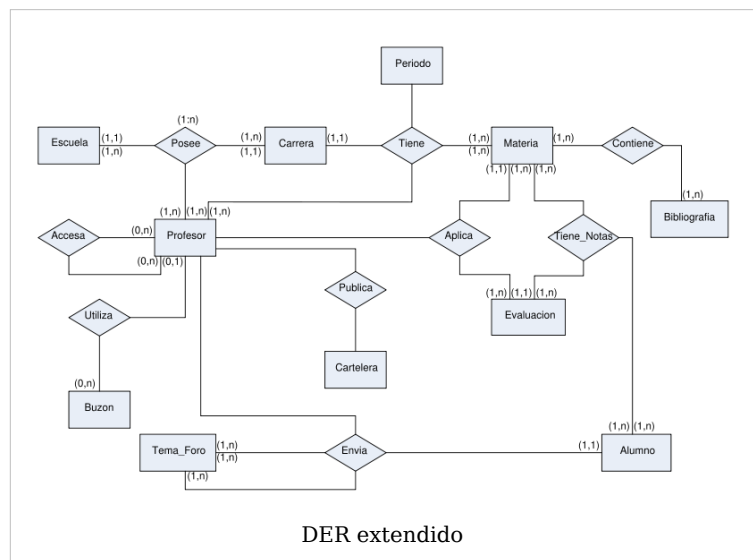 Periodo
(1:n)
Escuela
(1,1)
(1,n)
Posee
(1,n)
(1,1)
Carrera
(1,1)
Tiene
(1,n)
(1,n)
Materia
(1,n)
Contiene
(1,1) (1,n) (1,n)
(1,n)
Bibliografia
(1,n) (1,n) (1,n)
Accesa
(0,n)
Profesor
Aplica
Tiene_Notas
(0,n) (0,1)
Publica
(1,n) (1,1) (1,n)
Utiliza
Evaluacion
Cartelera
(0,n)
Buzon
(1,n) (1,n)
Tema_Foro
(1,n)
(1,n)
Envia
(1,1)
Alumno
(1,n)
DER extendido